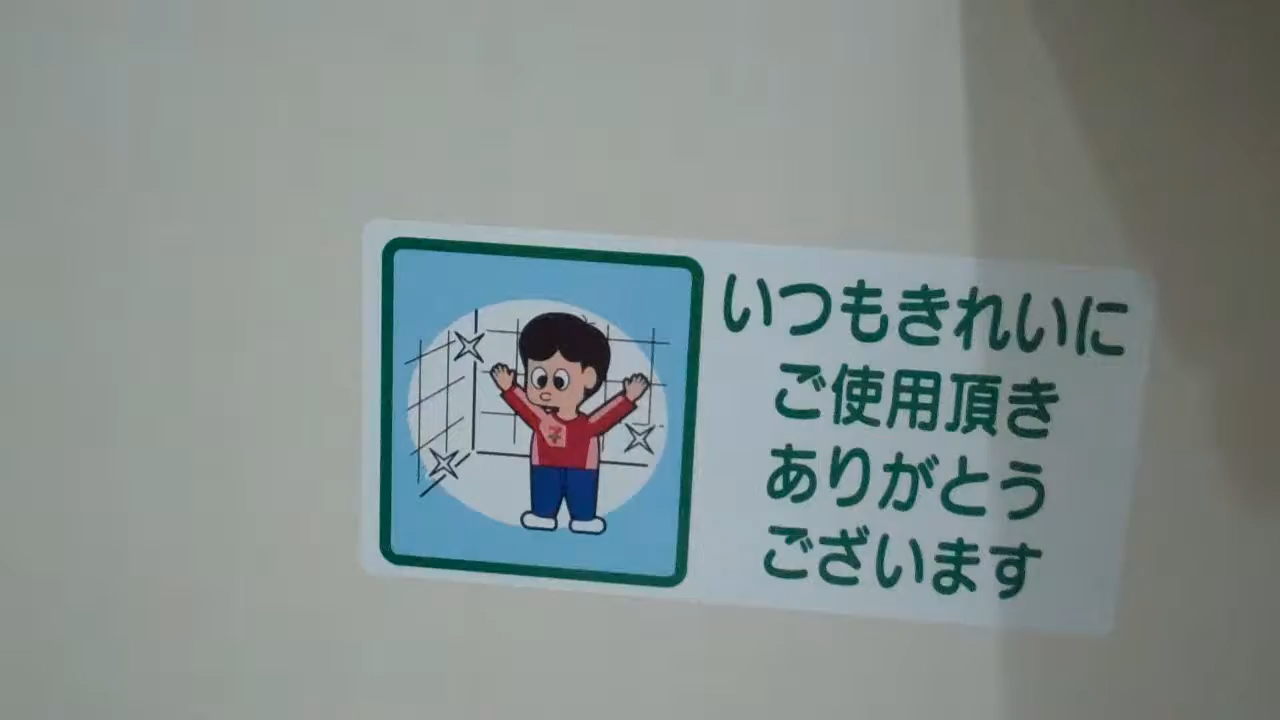 いつもきれいに
ご使用頂き
ありがとう
ございます